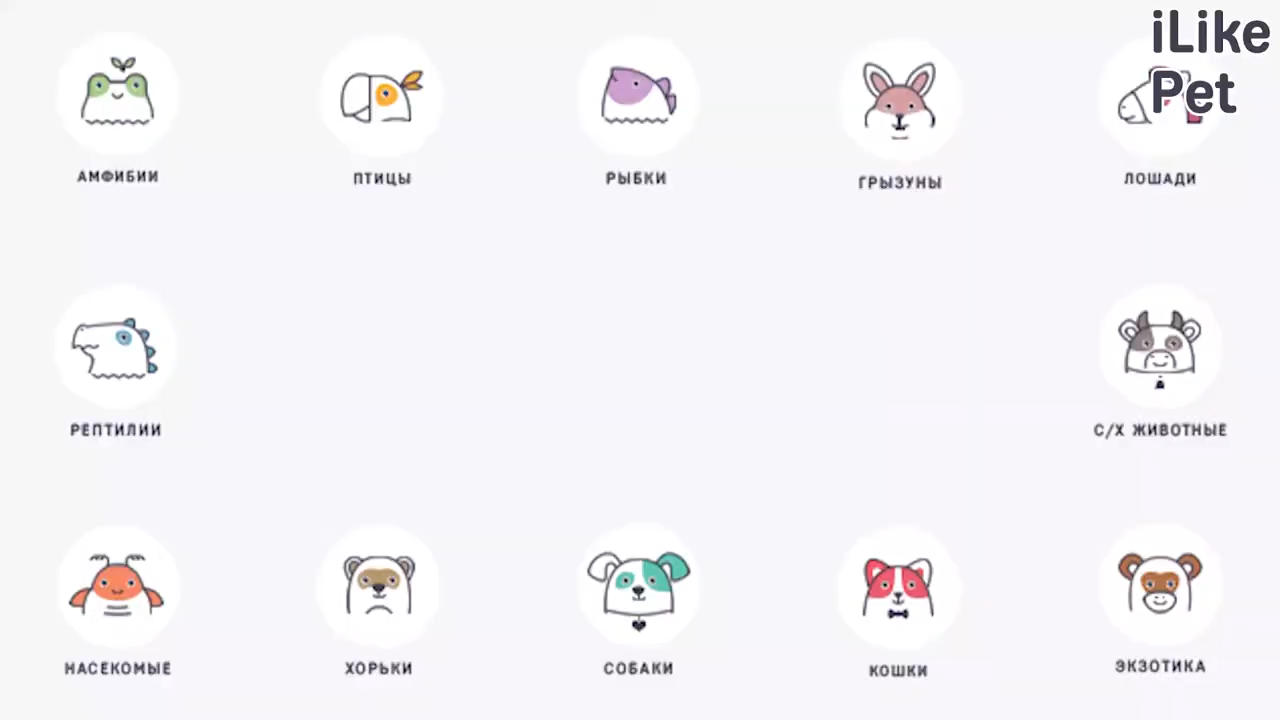 iLike
Pet
АМФИБИИ
ПТИЦЫ
РЫБКИ
ГРЫЗУНЫ
ЛОШАДИ
РЕПТИЛИИ
С/Х ЖИВОТНЫЕ
НАСЕКОМЫЕ
ХОРЬКИ
СОБАКИ
КОШКИ
ЭКЗОТИКА